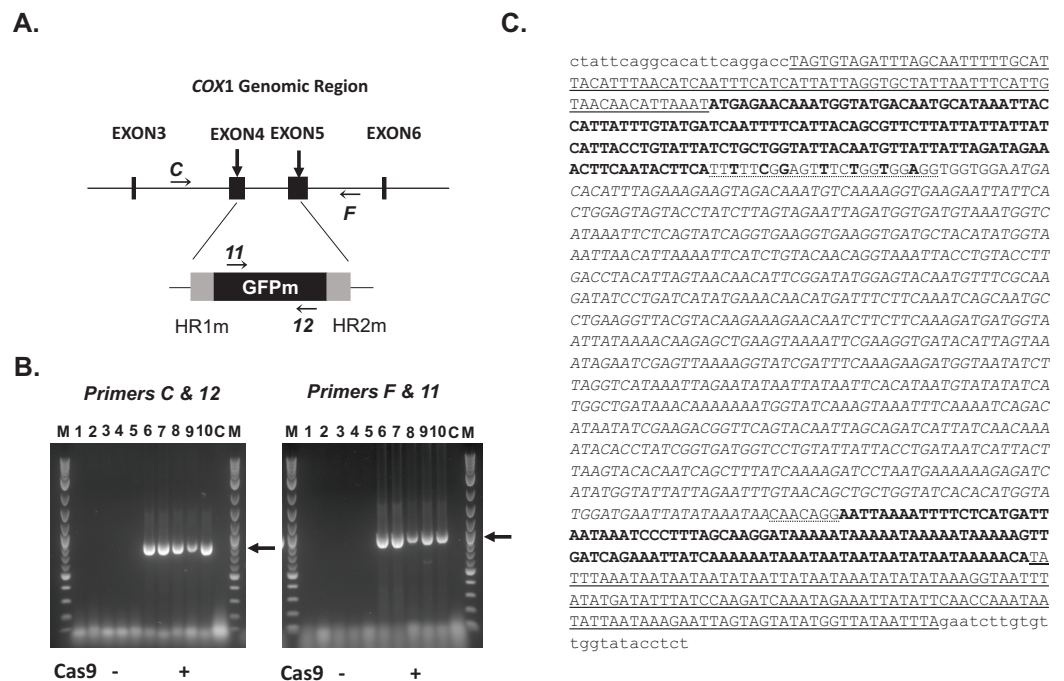 A.
COX1 Genomic Region
EXON3 EXON4 EXON5 EXON6
C
F
11
GFPm
HR1m 12 HR2m
B.
Primers C & 12
M 1 2 3 4 5 6 7 8 9 10 C M
Cas9 - +
Primers F & 11
M 1 2 3 4 5 6 7 8 9 10 C M
Cas9 - +
C.
ctattcaggcacattcaggaccTAGTGTAGATTTAGCAATTTTTGCAT
TACATTTAACATCAATTTCATCATTATTAGGTGCTATTAATTTCATTG
TAACAACATTAAATATGAGAACAAATGGTATGACAATGCATAAATTAC
CATTATTTGTATGATCAATTTTCATTACAGCGTTCTTATTATTATTAT
CATTACCTGTATTATCTGCTGGTATTACAATGTTATTATTAGATAGAA
ACTTCAATACTTCATTTTTCGGAGTTTCTGGTGGAGGTGGTGGAATGA
CACATTTAGAAAGAAGTAGACAAATGTCAAAAGGTGAAGAATTATTCA
CTGGAGTAGTACCTATCTTAGTAGAATTAGATGGTGATGTAAATGGTC
ATAAATTCTCAGTATCAGGTGAAGGTGAAGGTGATGCTACATATGGTA
AATTAACATTAAAATTCATCTGTACAACAGGTAAATTACCTGTACCTT
GACCTACATTAGTAACAACATTCGGATATGGAGTACAATGTTTCGCAA
GATATCCTGATCATATGAAACAACATGATTTCTTCAAATCAGCAATGC
CTGAAGGTTACGTACAAGAAAGAACAATCTTCTTCAAAGATGATGGTA
ATTATAAAACAAGAGCTGAAGTAAAATTCGAAGGTGATACATTAGTAA
ATAGAATCGAGTTAAAAGGTATCGATTTCAAAGAAGATGGTAATATCT
TAGGTCATAAATTAGAATATAATTATAATTCACATAATGTATATATCA
TGGCTGATAAACAAAAAAATGGTATCAAAGTAAATTTCAAAATCAGAC
ATAATATCGAAGACGGTTCAGTACAATTAGCAGATCATTATCAACAAA
ATACACCTATCGGTGATGGTCCTGTATTATTACCTGATAATCATTACT
TAAGTACACAATCAGCTTTATCAAAAGATCCTAATGAAAAAAGAGATC
ATATGGTATTATTAGAATTTGTAACAGCTGCTGGTATCACACATGGTA
TGGATGAATTATATAAATAACAACAGGAATTAAAATTTTCTCATGATT
AATAAATCCCTTTAGCAAGGATAAAAATAAAAATAAAAATAAAAAGTT
GATCAGAAATTATCAAAAAATAAATAATAATAATATAATAAAAACATA
TTTAAATAATAATAATATAATTATAATAAATATATATAAAGGTAATTT
ATATGATATTTATCCAAGATCAAATAGAAATTATATTCAACCAAATAA
TATTAATAAAGAATTAGTAGTATATGGTTATAATTTAgaatcttgtgt
tggtatacctct